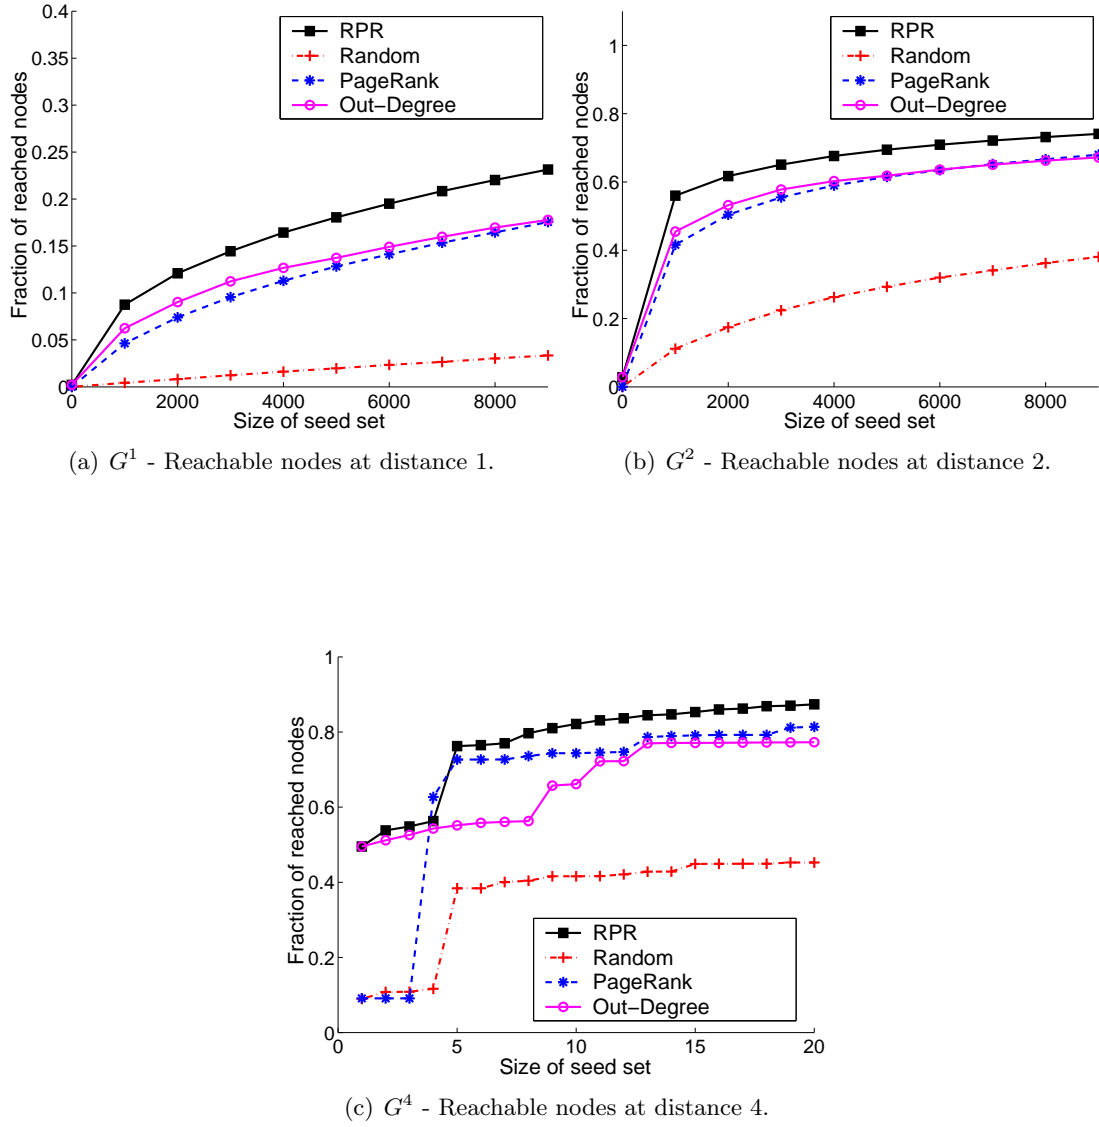 0.4
0.35
0.3
0.25
0.2
0.15
0.1
0.05
0
Fraction of reached nodes
0 2000 4000 6000 8000
Size of seed set
RPR
Random
PageRank
Out−Degree
(a) G¹ - Reachable nodes at distance 1.
1
0.8
0.6
0.4
0.2
0
Fraction of reached nodes
0 2000 4000 6000 8000
Size of seed set
RPR
Random
PageRank
Out−Degree
(b) G² - Reachable nodes at distance 2.
1
0.8
0.6
0.4
0.2
0
Fraction of reached nodes
0 5 10 15 20
Size of seed set
RPR
Random
PageRank
Out−Degree
(c) G⁴ - Reachable nodes at distance 4.